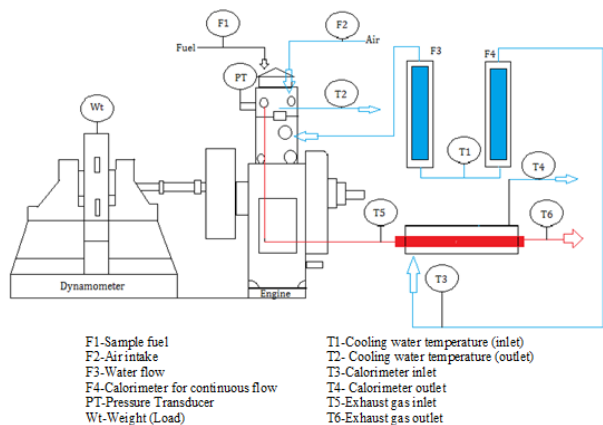 F1
F2
Fuel
Air
F3
F4
PT
T2
Wt
T1
T4
T5
T6
T3
Dynamometer
Engine
F1-Sample fuel
F2-Air intake
F3-Water flow
F4-Calorimeter for continuous flow
PT-Pressure Transducer
Wt-Weight (Load)
T1-Cooling water temperature (inlet)
T2- Cooling water temperature (outlet)
T3-Calorimeter inlet
T4- Calorimeter outlet
T5-Exhaust gas inlet
T6-Exhaust gas outlet